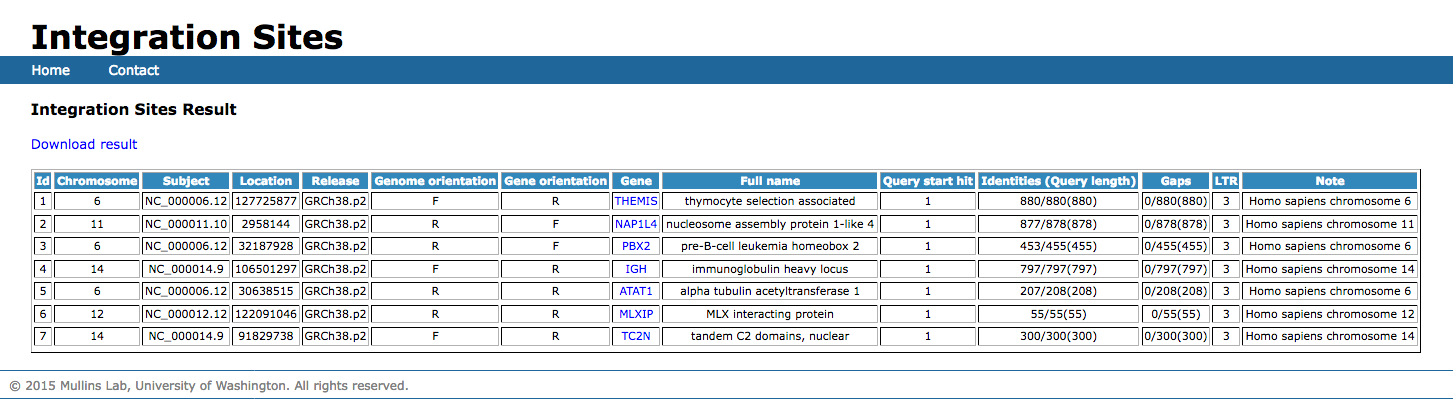 Integration Sites
Home Contact
Integration Sites Result
Download result
Id Chromosome Subject Location Release Genome orientation Gene orientation Gene Full name Query start hit Identities (Query length) Gaps LTR Note
1 6 NC_000006.12 127725877 GRCh38.p2 F R THEMIS thymocyte selection associated 1 880/880(880) 0/880(880) 3 Homo sapiens chromosome 6
2 11 NC_000011.10 2958144 GRCh38.p2 R F NAP1L4 nucleosome assembly protein 1-like 4 1 877/878(878) 0/878(878) 3 Homo sapiens chromosome 11
3 6 NC_000006.12 32187928 GRCh38.p2 R F PBX2 pre-B-cell leukemia homeobox 2 1 453/455(455) 0/455(455) 3 Homo sapiens chromosome 6
4 14 NC_000014.9 106501297 GRCh38.p2 F R IGH immunoglobulin heavy locus 1 797/797(797) 0/797(797) 3 Homo sapiens chromosome 14
5 6 NC_000006.12 30638515 GRCh38.p2 R R ATAT1 alpha tubulin acetyltransferase 1 1 207/208(208) 0/208(208) 3 Homo sapiens chromosome 6
6 12 NC_000012.12 122091046 GRCh38.p2 R R MLXIP MLX interacting protein 1 55/55(55) 0/55(55) 3 Homo sapiens chromosome 12
7 14 NC_000014.9 91829738 GRCh38.p2 F R TC2N tandem C2 domains, nuclear 1 300/300(300) 0/300(300) 3 Homo sapiens chromosome 14
© 2015 Mullins Lab, University of Washington. All rights reserved.